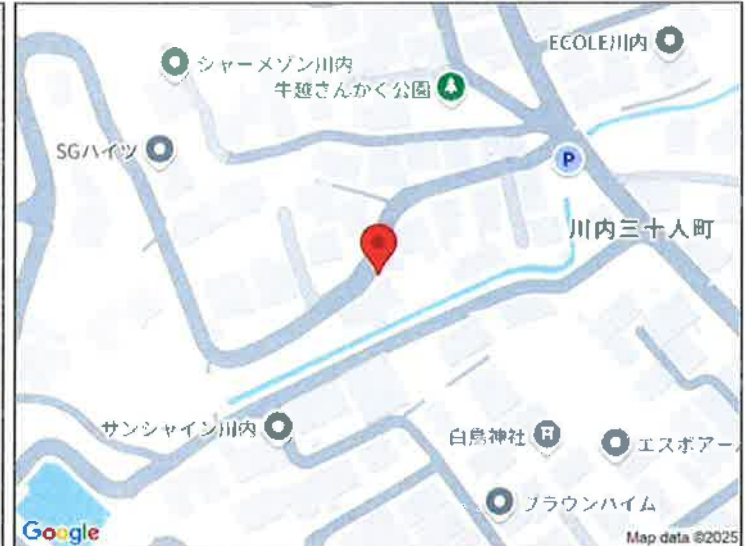 ECOLE川内
シャーメゾン川内
牛越さんかく公園
SGハイツ
P
川内三十人町
サンシャイン川内
白鳥神社
エスポアー
ブラウンハイム
Google
Map data ©2025